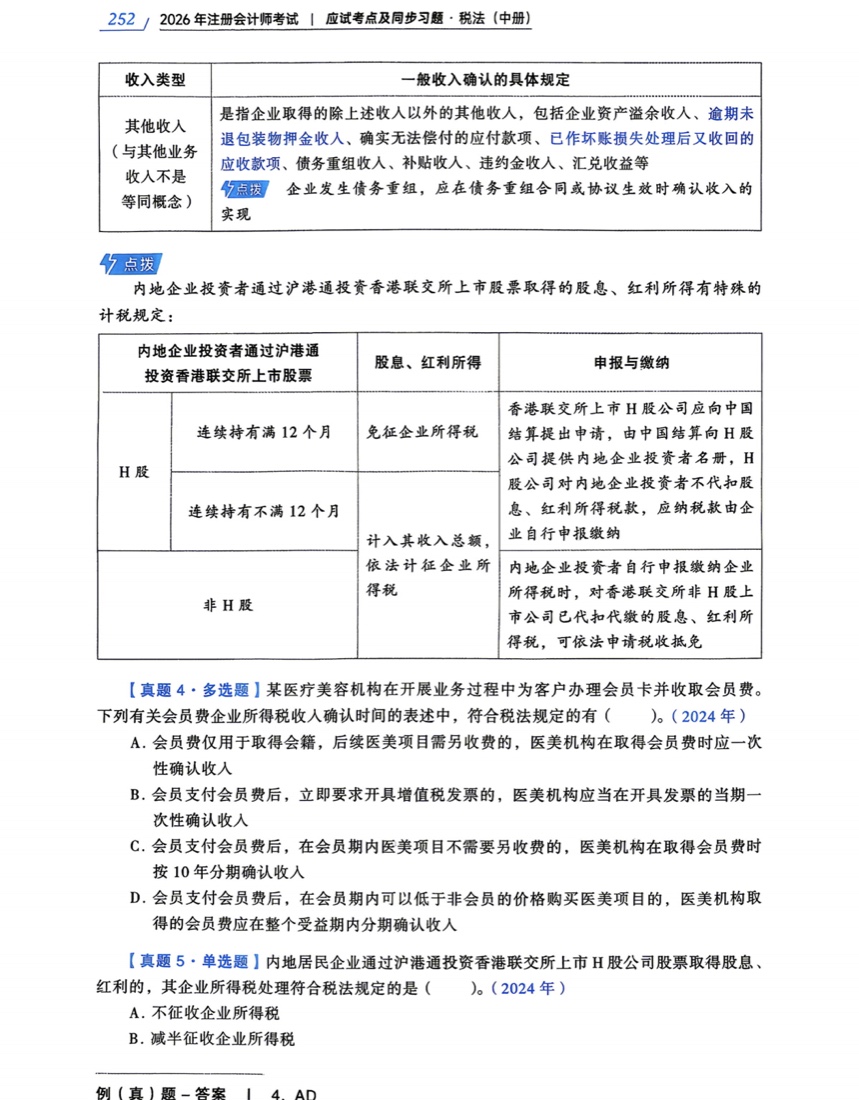 252 2026年注册会计师考试 | 应试考点及同步习题·税法（中册）
收入类型
一般收入确认的具体规定
其他收入
（与其他业务
收入不是
等同概念）
是指企业取得的除上述收入以外的其他收入，包括企业资产溢余收入、逾期未
退包装物押金收入、确实无法偿付的应付款项、已作坏账损失处理后又收回的
应收款项、债务重组收入、补贴收入、违约金收入、汇兑收益等
点拨 企业发生债务重组，应在债务重组合同或协议生效时确认收入的
实现
点拨
内地企业投资者通过沪港通投资香港联交所上市股票取得的股息、红利所得有特殊的
计税规定：
内地企业投资者通过沪港通
投资香港联交所上市股票
股息、红利所得
申报与缴纳
H股
连续持有满12个月
免征企业所得税
香港联交所上市H股公司应向中国
结算提出申请，由中国结算向H股
公司提供内地企业投资者名册，H
股公司对内地企业投资者不代扣股
息、红利所得税款，应纳税款由企
业自行申报缴纳
连续持有不满12个月
计入其收入总额，
依法计征企业所
得税
非H股
内地企业投资者自行申报缴纳企业
所得税时，对香港联交所非H股上
市公司已代扣代缴的股息、红利所
得税，可依法申请税收抵免
【真题4·多选题】某医疗美容机构在开展业务过程中为客户办理会员卡并收取会员费。
下列有关会员费企业所得税收入确认时间的表述中，符合税法规定的有（　　）。（2024年）
A. 会员费仅用于取得会籍，后续医美项目需另收费的，医美机构在取得会员费时应一次
性确认收入
B. 会员支付会员费后，立即要求开具增值税发票的，医美机构应当在开具发票的当期一
次性确认收入
C. 会员支付会员费后，在会员期内医美项目不需要另收费的，医美机构在取得会员费时
按10年分期确认收入
D. 会员支付会员费后，在会员期内可以低于非会员的价格购买医美项目的，医美机构取
得的会员费应在整个受益期内分期确认收入
【真题5·单选题】内地居民企业通过沪港通投资香港联交所上市H股公司股票取得股息、
红利的，其企业所得税处理符合税法规定的是（　　）。（2024年）
A. 不征收企业所得税
B. 减半征收企业所得税
例（真）题–答案 | 4. AD